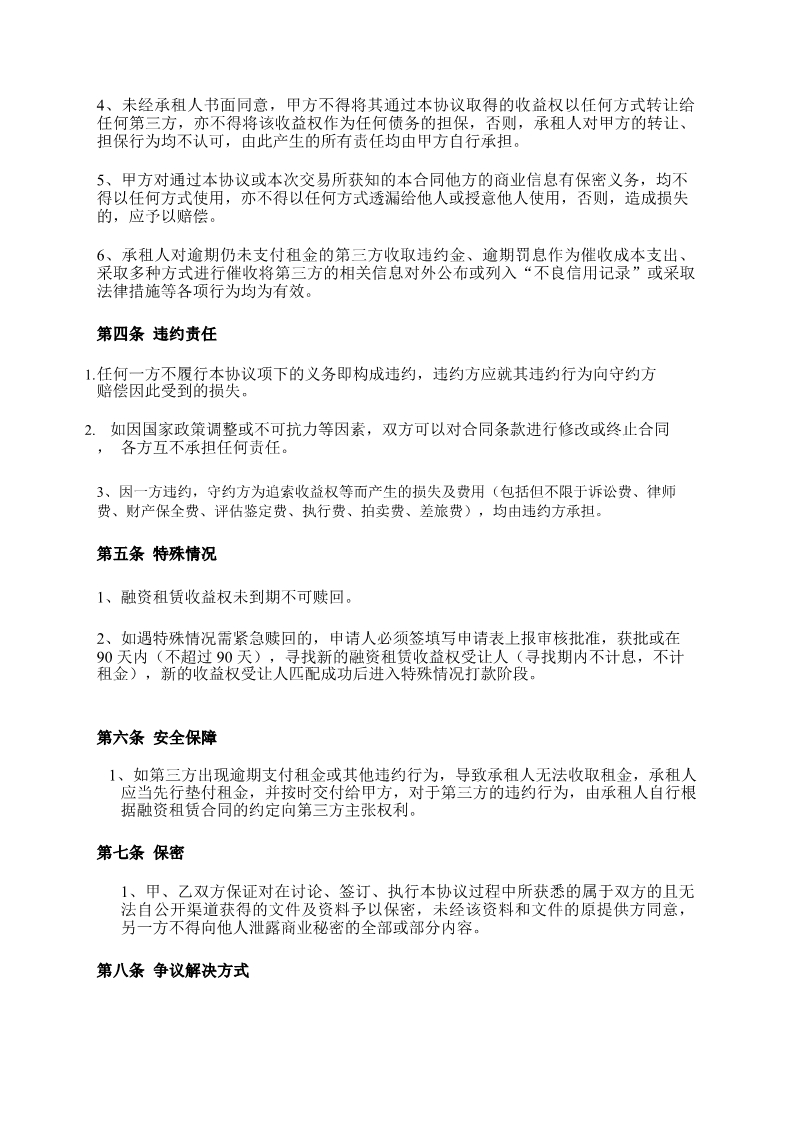 4、未经承租人书面同意，甲方不得将其通过本协议取得的收益权以任何方式转让给
任何第三方，亦不得将该收益权作为任何债务的担保，否则，承租人对甲方的转让、
担保行为均不认可，由此产生的所有责任均由甲方自行承担。
5、甲方对通过本协议或本次交易所获知的本合同他方的商业信息有保密义务，均不
得以任何方式使用，亦不得以任何方式透漏给他人或授意他人使用，否则，造成损失
的，应予以赔偿。
6、承租人对逾期仍未支付租金的第三方收取违约金、逾期罚息作为催收成本支出、
采取多种方式进行催收将第三方的相关信息对外公布或列入“不良信用记录”或采取
法律措施等各项行为均为有效。
第四条 违约责任
1.任何一方不履行本协议项下的义务即构成违约，违约方应就其违约行为向守约方
赔偿因此受到的损失。
2. 如因国家政策调整或不可抗力等因素，双方可以对合同条款进行修改或终止合同
， 各方互不承担任何责任。
3、因一方违约，守约方为追索收益权等而产生的损失及费用（包括但不限于诉讼费、律师
费、财产保全费、评估鉴定费、执行费、拍卖费、差旅费），均由违约方承担。
第五条 特殊情况
1、融资租赁收益权未到期不可赎回。
2、如遇特殊情况需紧急赎回的，申请人必须签填写申请表上报审核批准，获批或在
90 天内（不超过 90 天），寻找新的融资租赁收益权受让人（寻找期内不计息，不计
租金），新的收益权受让人匹配成功后进入特殊情况打款阶段。
第六条 安全保障
1、如第三方出现逾期支付租金或其他违约行为，导致承租人无法收取租金，承租人
应当先行垫付租金，并按时交付给甲方，对于第三方的违约行为，由承租人自行根
据融资租赁合同的约定向第三方主张权利。
第七条 保密
1、甲、乙双方保证对在讨论、签订、执行本协议过程中所获悉的属于双方的且无
法自公开渠道获得的文件及资料予以保密，未经该资料和文件的原提供方同意，
另一方不得向他人泄露商业秘密的全部或部分内容。
第八条 争议解决方式